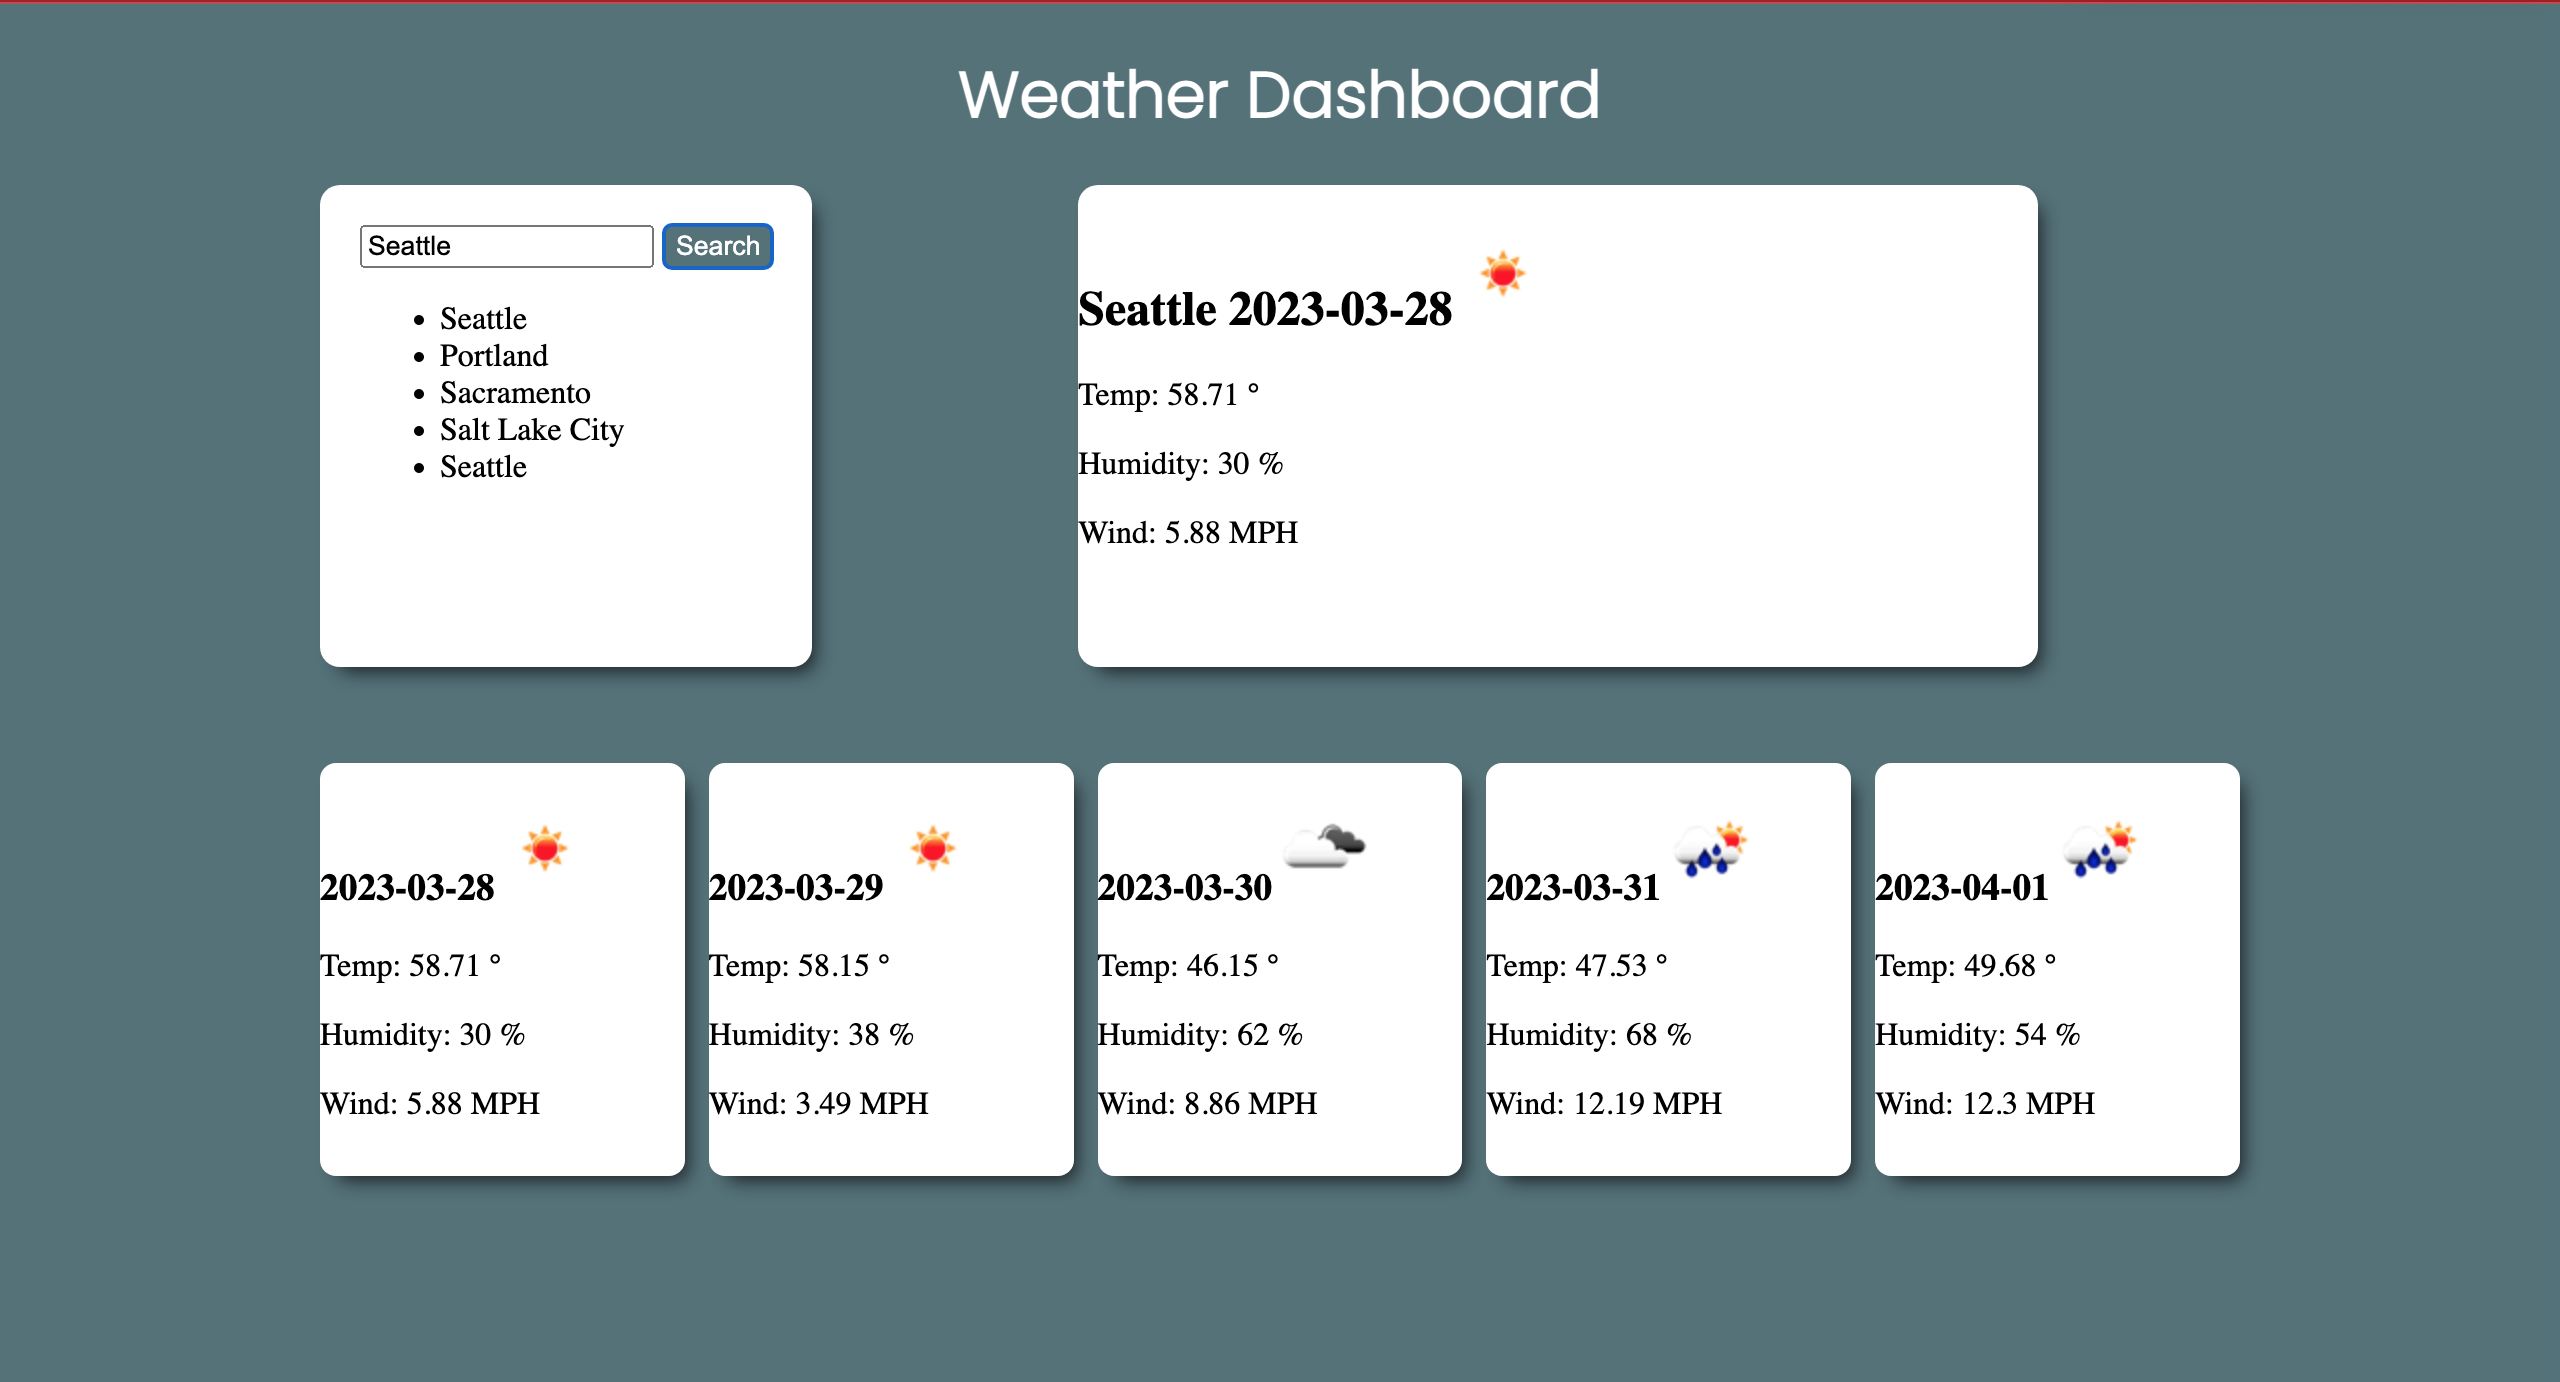 Weather Dashboard
Seattle Search
• Seattle
• Portland
• Sacramento
• Salt Lake City
• Seattle
Seattle 2023-03-28
Temp: 58.71 °
Humidity: 30 %
Wind: 5.88 MPH
2023-03-28
Temp: 58.71 °
Humidity: 30 %
Wind: 5.88 MPH
2023-03-29
Temp: 58.15 °
Humidity: 38 %
Wind: 3.49 MPH
2023-03-30
Temp: 46.15 °
Humidity: 62 %
Wind: 8.86 MPH
2023-03-31
Temp: 47.53 °
Humidity: 68 %
Wind: 12.19 MPH
2023-04-01
Temp: 49.68 °
Humidity: 54 %
Wind: 12.3 MPH